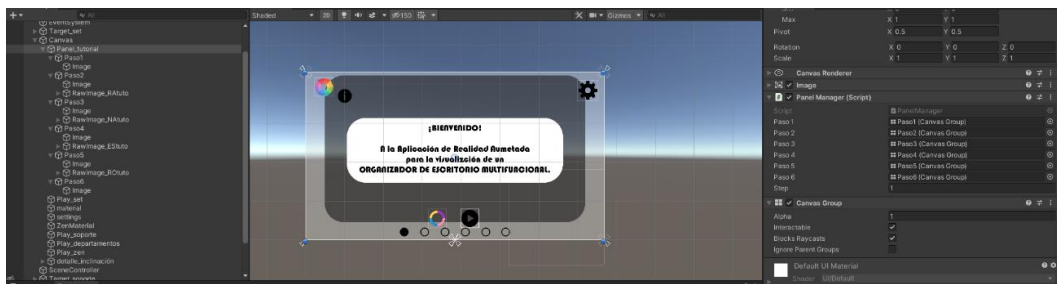 All
EventSystem
Target_set
Canvas
Panel_tutorial
Paso1
Image
Paso2
Image
RawImage_RAtuto
Paso3
Image
RawImage_NAtuto
Paso4
Image
RawImage_EStuto
Paso5
Image
RawImage_ROtuto
Paso6
Image
Play_set
material
settings
ZenMaterial
Play_soporte
Play_departamentos
Play_zen
detalle_inclinación
SceneController
Target_soporte
Shaded
2D
150
Gizmos
All
¡BIENVENIDO!
A la Aplicación de Realidad Aumetada
para la visualizción de un
ORGANIZADOR DE ESCRITORIO MULTIFUNCIONAL.
Max X 1 Y 1
Pivot X 0.5 Y 0.5
Rotation X 0 Y 0 Z 0
Scale X 1 Y 1 Z 1
Canvas Renderer
Image
Panel Manager (Script)
Script PanelManager
Paso 1 Paso1 (Canvas Group)
Paso 2 Paso2 (Canvas Group)
Paso 3 Paso3 (Canvas Group)
Paso 4 Paso4 (Canvas Group)
Paso 5 Paso5 (Canvas Group)
Paso 6 Paso6 (Canvas Group)
Step 1
Canvas Group
Alpha 1
Interactable
Blocks Raycasts
Ignore Parent Groups
Default UI Material
Shader UI/Default